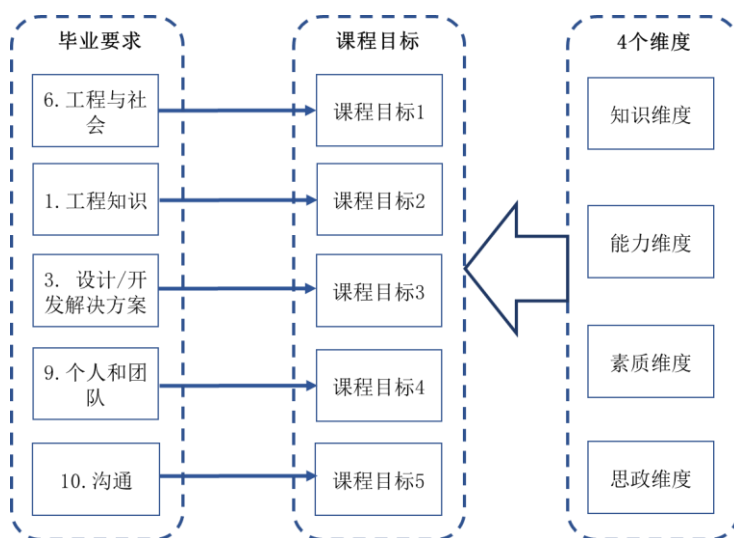 毕业要求
6.工程与社
会
1.工程知识
3. 设计/开
发解决方案
9.个人和团
队
10.沟通
课程目标
课程目标1
课程目标2
课程目标3
课程目标4
课程目标5
4个维度
知识维度
能力维度
素质维度
思政维度